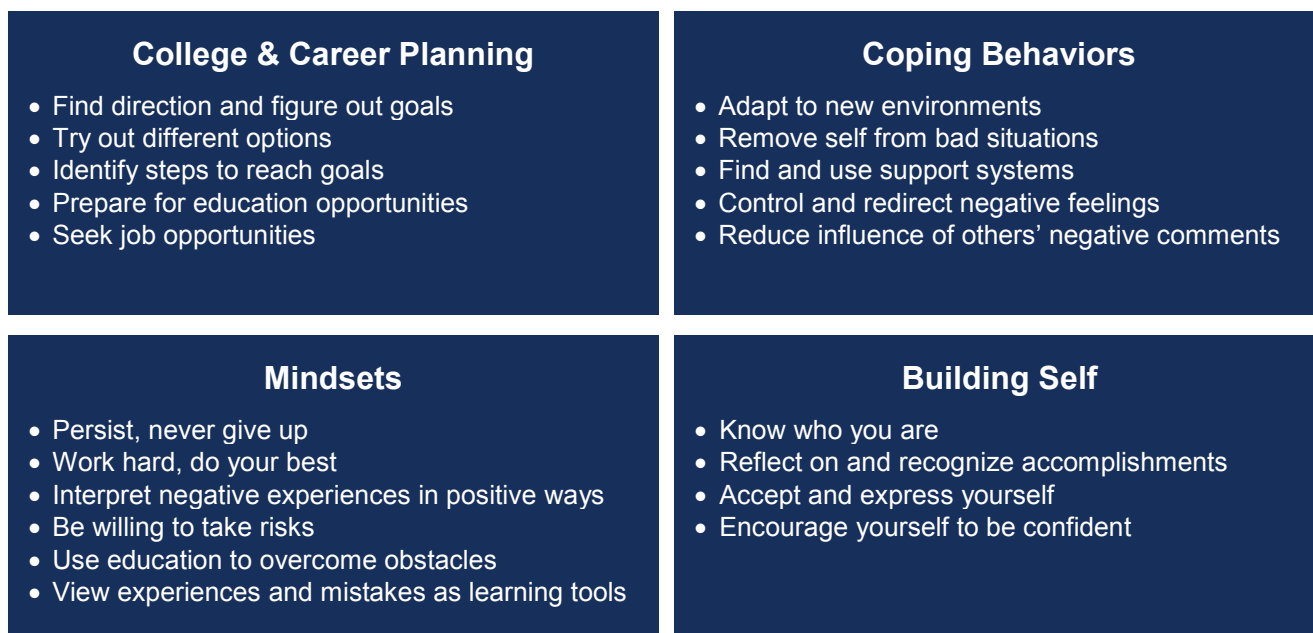 College & Career Planning
• Find direction and figure out goals
• Try out different options
• Identify steps to reach goals
• Prepare for education opportunities
• Seek job opportunities
Coping Behaviors
• Adapt to new environments
• Remove self from bad situations
• Find and use support systems
• Control and redirect negative feelings
• Reduce influence of others’ negative comments
Mindsets
• Persist, never give up
• Work hard, do your best
• Interpret negative experiences in positive ways
• Be willing to take risks
• Use education to overcome obstacles
• View experiences and mistakes as learning tools
Building Self
• Know who you are
• Reflect on and recognize accomplishments
• Accept and express yourself
• Encourage yourself to be confident